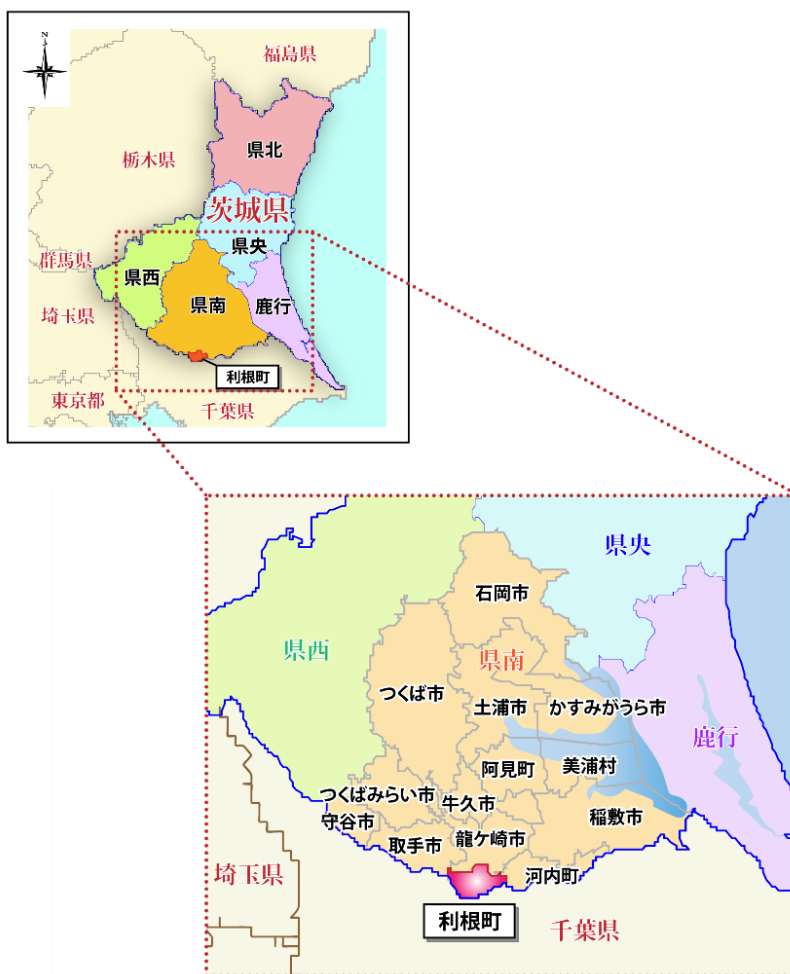 N
福島県
栃木県
県北
茨城県
県央
群馬県
県西
県南
鹿行
埼玉県
利根町
東京都
千葉県
県央
石岡市
県西
県南
つくば市
土浦市
かすみがうら市
鹿行
阿見町
美浦村
つくばみらい市
牛久市
稲敷市
守谷市
取手市
龍ケ崎市
埼玉県
河内町
利根町
千葉県